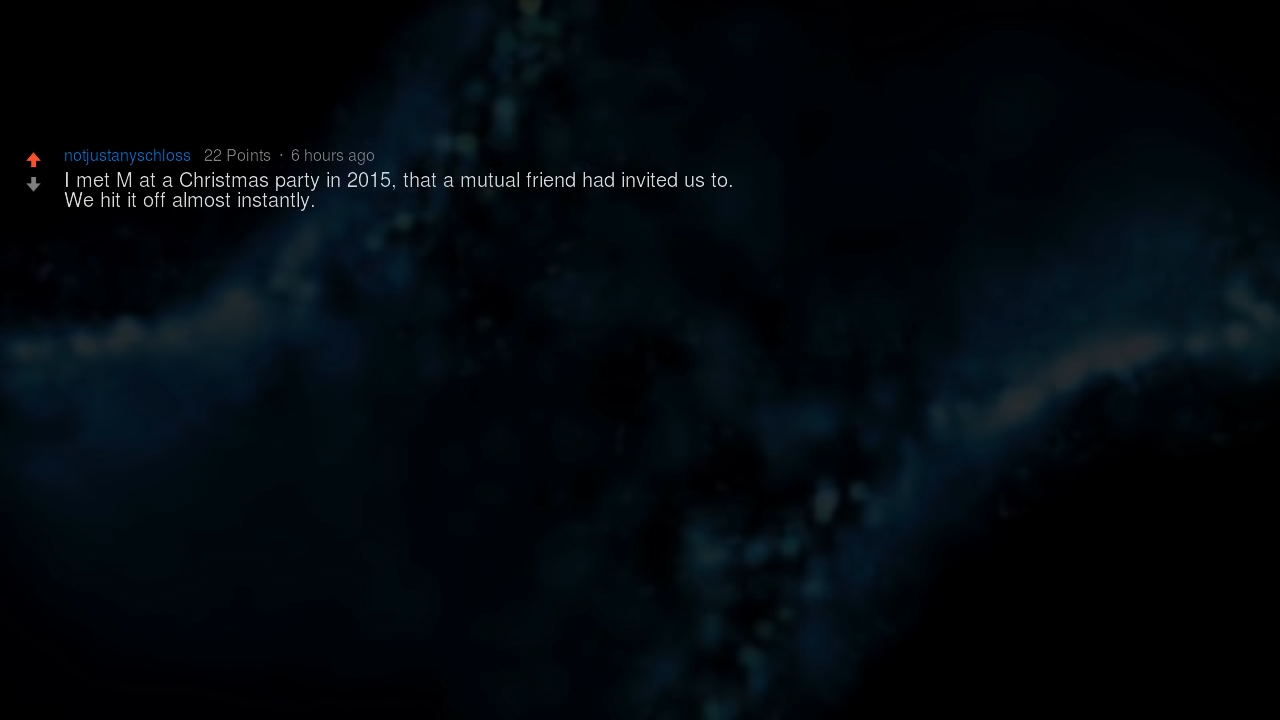 notjustanyschloss 22 Points · 6 hours ago
I met M at a Christmas party in 2015, that a mutual friend had invited us to.
We hit it off almost instantly.